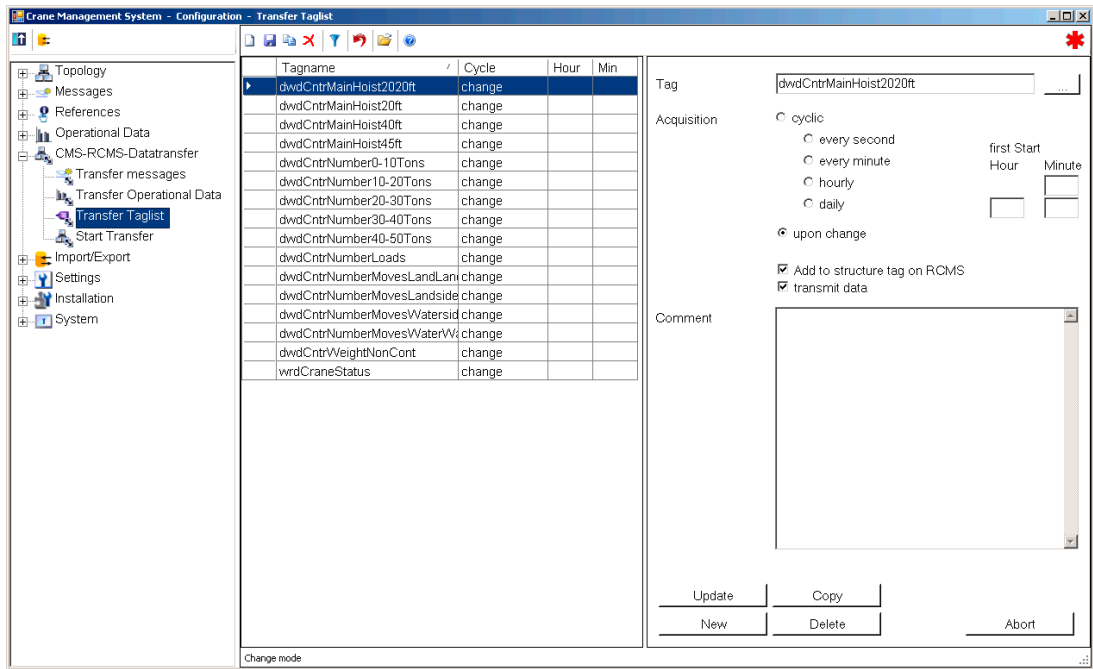 Crane Management System - Configuration - Transfer Taglist
Topology
Messages
References
Operational Data
CMS-RCMS-Datatransfer
Transfer messages
Transfer Operational Data
Transfer Taglist
Start Transfer
Import/Export
Settings
Installation
System
Tagname / Cycle Hour Min
dwdCntrMainHoist2020ft change
dwdCntrMainHoist20ft change
dwdCntrMainHoist40ft change
dwdCntrMainHoist45ft change
dwdCntrNumber0-10Tons change
dwdCntrNumber10-20Tons change
dwdCntrNumber20-30Tons change
dwdCntrNumber30-40Tons change
dwdCntrNumber40-50Tons change
dwdCntrNumberLoads change
dwdCntrNumberMovesLandLan change
dwdCntrNumberMovesLandside change
dwdCntrNumberMovesWatersid change
dwdCntrNumberMovesWaterWa change
dwdCntrWeightNonCont change
wrdCraneStatus change
Tag dwdCntrMainHoist2020ft ...
Acquisition cyclic
every second
first Start
every minute Hour Minute
hourly
daily
upon change
Add to structure tag on RCMS
transmit data
Comment
Update Copy
New Delete Abort
Change mode